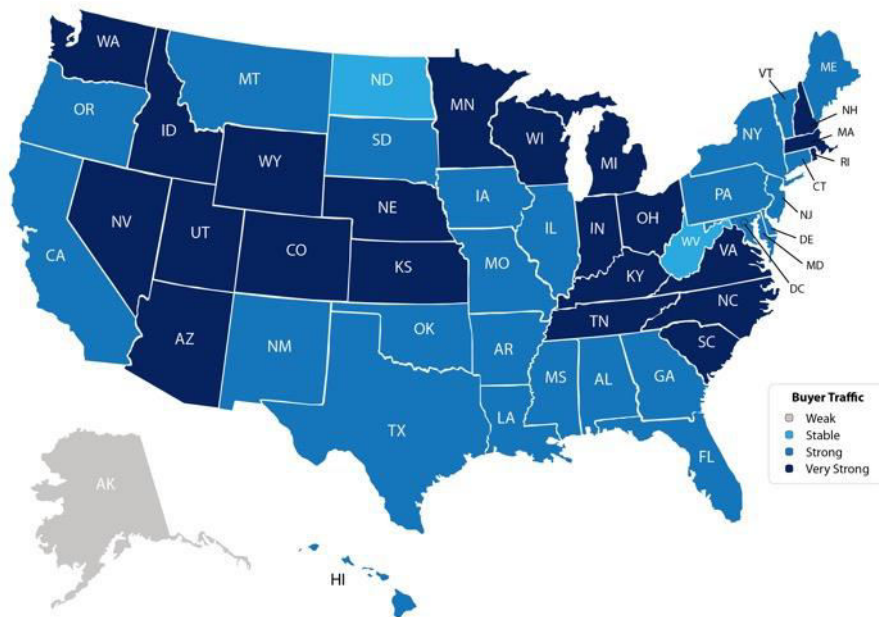 WA
MT
ND
MN
VT
ME
OR
ID
SD
WI
MI
NY
NH
MA
WY
RI
CT
IA
PA
NE
NJ
NV
UT
IL
IN
OH
DE
CA
CO
WV
VA
MD
KS
MO
KY
DC
NC
TN
AZ
OK
NM
AR
SC
MS
AL
GA
LA
TX
FL
AK
HI
Buyer Traffic
Weak
Stable
Strong
Very Strong